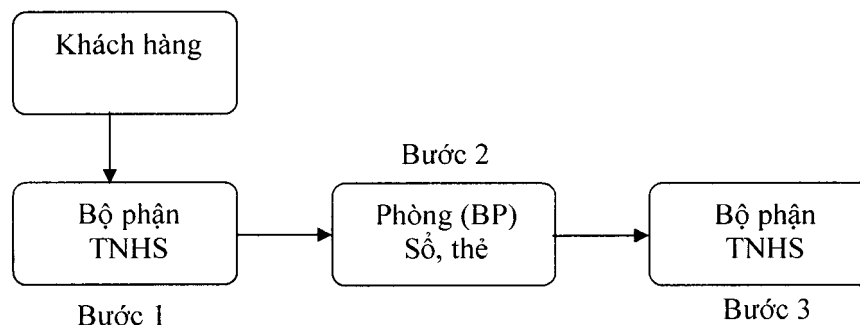 Khách hàng
Bộ phận
TNHS
Bước 1
Bước 2
Phòng (BP)
Sổ, thẻ
Bộ phận
TNHS
Bước 3